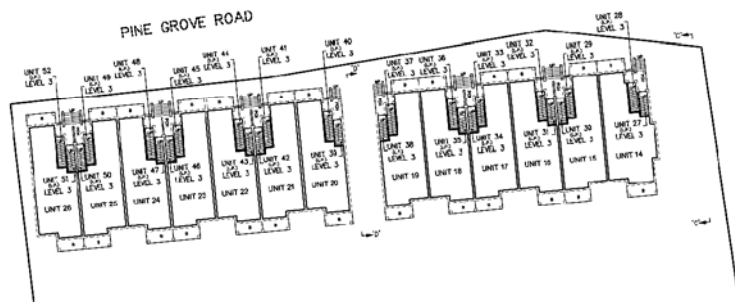 PINE GROVE ROAD
UNIT 52
LEVEL 3
UNIT 49
LEVEL 3
UNIT 48
LEVEL 3
UNIT 45
LEVEL 3
UNIT 44
LEVEL 3
UNIT 41
LEVEL 3
UNIT 40
LEVEL 3
UNIT 37
LEVEL 3
UNIT 36
LEVEL 3
UNIT 33
LEVEL 3
UNIT 32
LEVEL 3
UNIT 29
LEVEL 3
UNIT 28
LEVEL 3
"C"
UNIT 51
LEVEL 3
UNIT 50
LEVEL 3
UNIT 47
LEVEL 3
UNIT 46
LEVEL 3
UNIT 43
LEVEL 3
UNIT 42
LEVEL 3
UNIT 39
LEVEL 3
UNIT 38
LEVEL 3
UNIT 35
LEVEL 3
UNIT 34
LEVEL 3
UNIT 31
LEVEL 3
UNIT 30
LEVEL 3
UNIT 27
LEVEL 3
UNIT 26
UNIT 25
UNIT 24
UNIT 23
UNIT 22
UNIT 21
UNIT 20
UNIT 19
UNIT 18
UNIT 17
UNIT 16
UNIT 15
UNIT 14
"D"
"C"